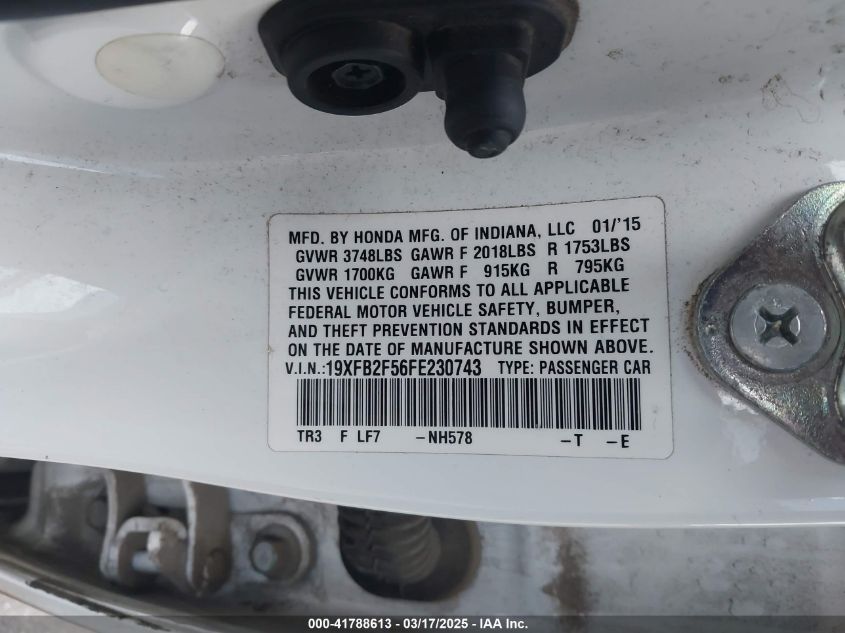 MFD. BY HONDA MFG. OF INDIANA, LLC 01/'15
GVWR 3748LBS GAWR F 2018LBS R 1753LBS
GVWR 1700KG GAWR F 915KG R 795KG
THIS VEHICLE CONFORMS TO ALL APPLICABLE
FEDERAL MOTOR VEHICLE SAFETY, BUMPER,
AND THEFT PREVENTION STANDARDS IN EFFECT
ON THE DATE OF MANUFACTURE SHOWN ABOVE.
V.I.N.:19XFB2F56FE230743 TYPE: PASSENGER CAR
TR3 F LF7 -NH578 -T -E
000-41788613 - 03/17/2025 - IAA Inc.